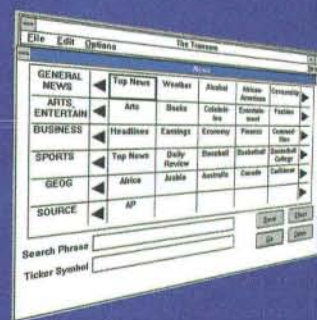 The Transom
File Edit Options
News
GENERAL NEWS Top News Weather Alcohol African-American Censorship
ARTS, ENTERTAIN Arts Books Celebrities Entertainment Fashion
BUSINESS Headlines Earnings Economy Finance
SPORTS Top News Daily Review Baseball Basketball Basketball College
GEOG Africa Arabia Australia Canada Caribbean
SOURCE AP
Search Phrase
Save Clear
Ticker Symbol
Go